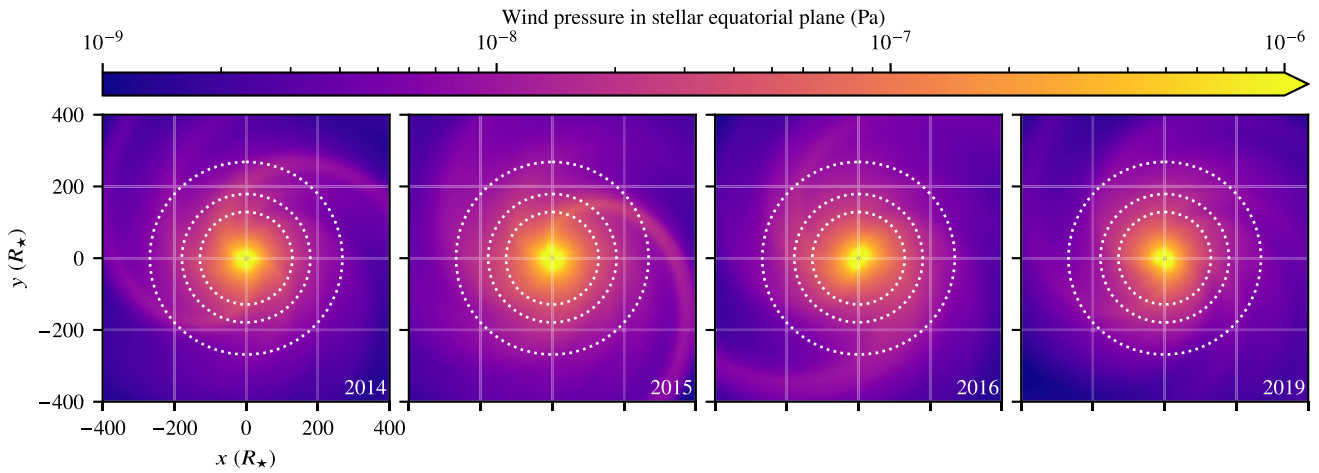 Wind pressure in stellar equatorial plane (Pa)
10⁻⁹ 10⁻⁸ 10⁻⁷ 10⁻⁶
400
200
0
−200
−400
y (R★)
2014 2015 2016 2019
−400 −200 0 200 400
x (R★)